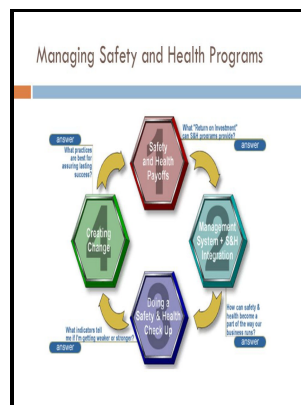 Managing Safety and Health Programs
answer
What practices
are best for
assuring lasting
success?
1
Safety
and Health
Payoffs
What "Return on Investment"
can S&H programs provide?
answer
4
Creating
Change
2
Management
System + S&H
Integration
3
Doing a
Safety & Health
Check Up
How can safety &
health become a
part of the way our
business runs?
answer
What indicators tell
me if I'm getting weaker or stronger?
answer